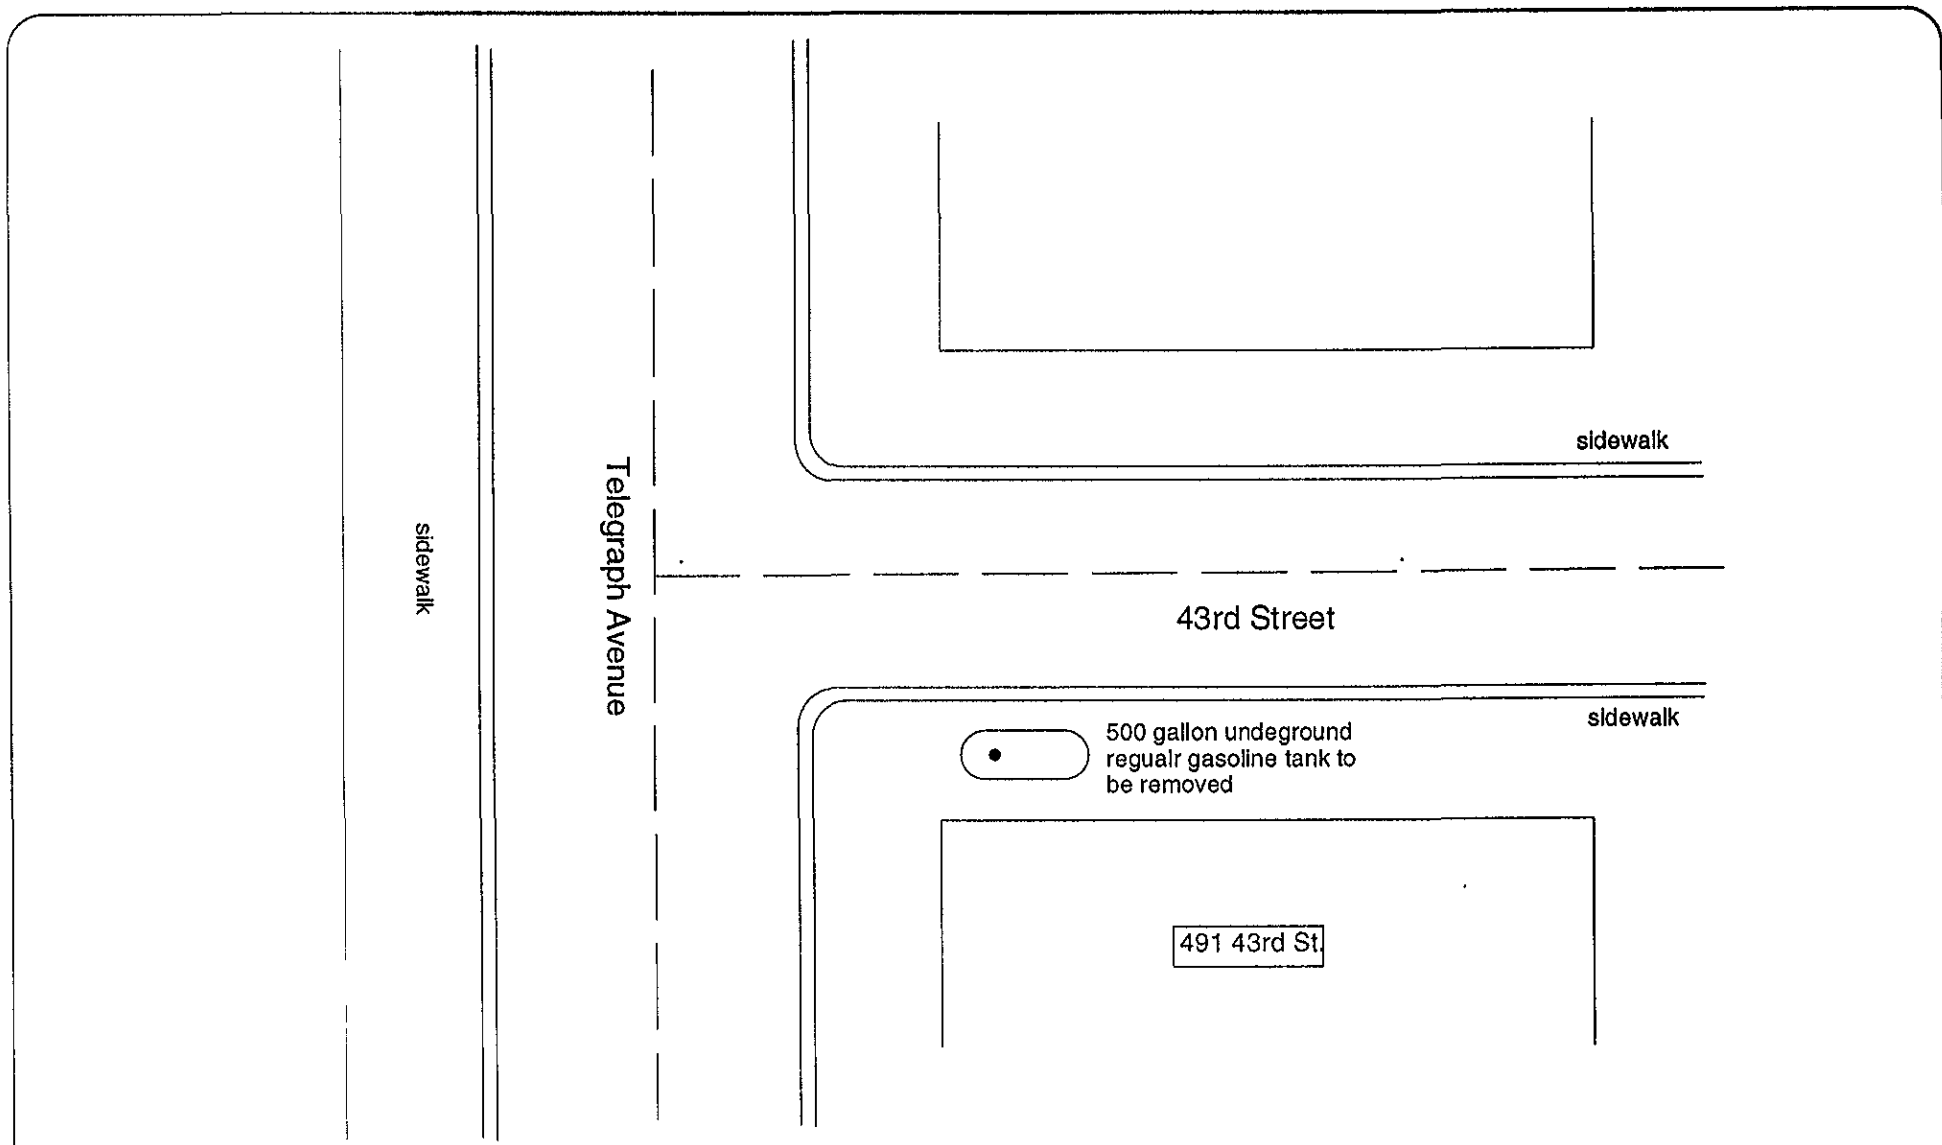 sidewalk
sidewalk
Telegraph Avenue
43rd Street
sidewalk
500 gallon undeground
regualr gasoline tank to
be removed
491 43rd St.